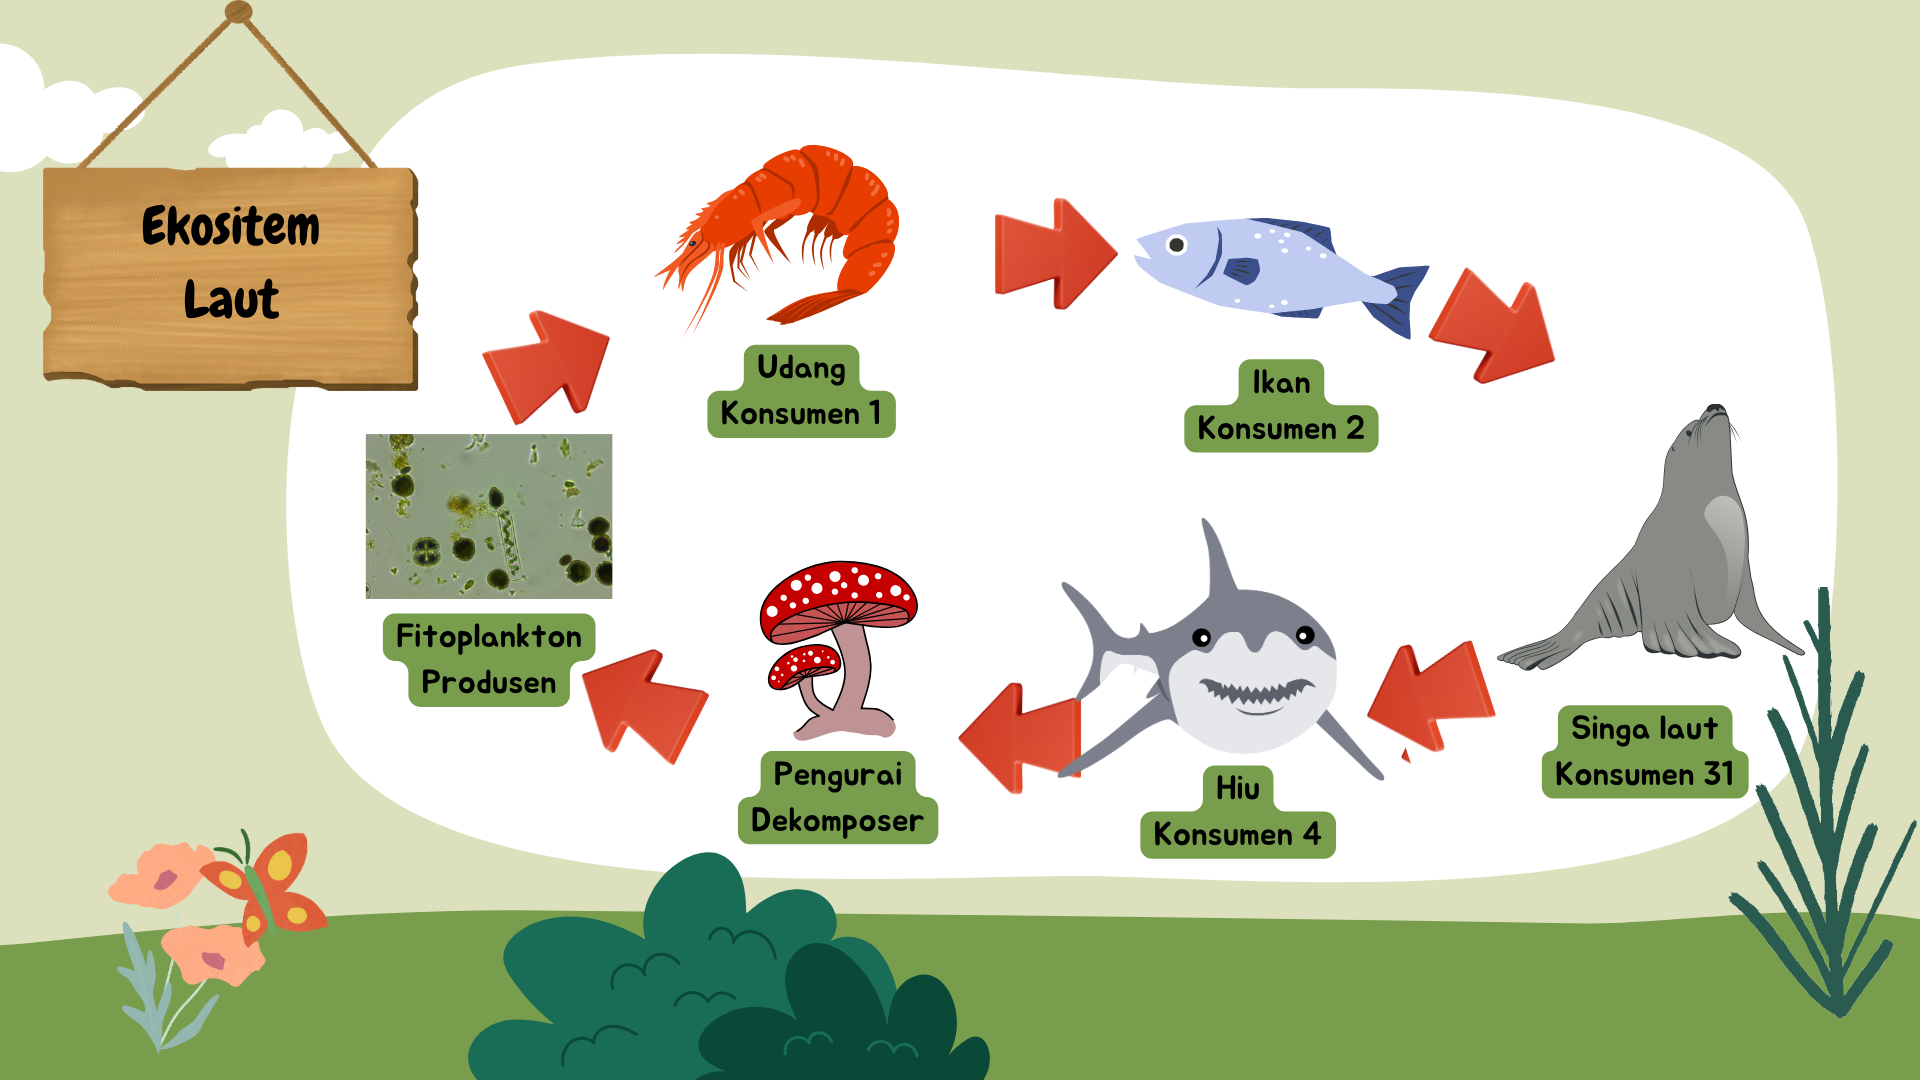 Ekositem
Laut
Udang
Konsumen 1
Ikan
Konsumen 2
Fitoplankton
Produsen
Pengurai
Dekomposer
Hiu
Konsumen 4
Singa laut
Konsumen 31